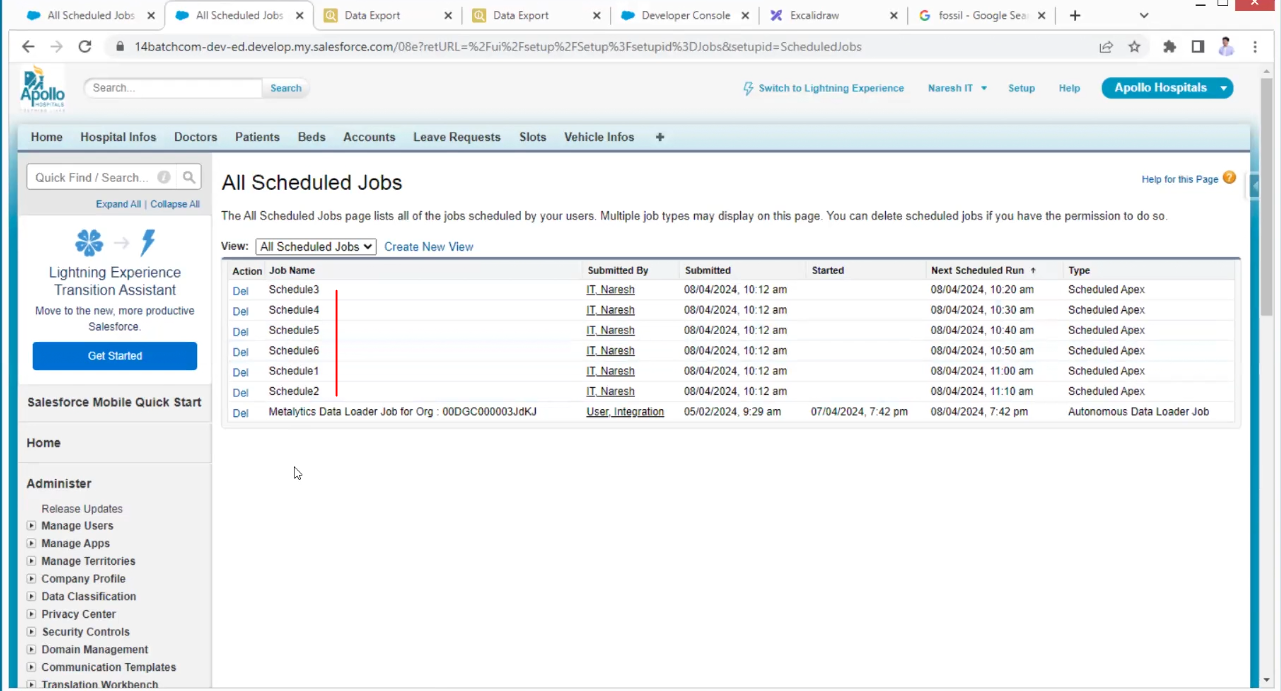 All Scheduled Jobs
All Scheduled Jobs
Data Export
Data Export
Developer Console
Excalidraw
fossil - Google Sea
14batchcom-dev-ed.develop.my.salesforce.com/08e?retURL=%2Fui%2Fsetup%2FSetup%3Fsetupid%3DJobs&setupid=ScheduledJobs
Apollo
HOSPITALS
Search...
Search
Switch to Lightning Experience
Naresh IT
Setup
Help
Apollo Hospitals
Home Hospital Infos Doctors Patients Beds Accounts Leave Requests Slots Vehicle Infos +
Quick Find / Search...
Expand All | Collapse All
Lightning Experience
Transition Assistant
Move to the new, more productive
Salesforce.
Get Started
Salesforce Mobile Quick Start
Home
Administer
Release Updates
Manage Users
Manage Apps
Manage Territories
Company Profile
Data Classification
Privacy Center
Security Controls
Domain Management
Communication Templates
Translation Workbench
All Scheduled Jobs
Help for this Page ?
The All Scheduled Jobs page lists all of the jobs scheduled by your users. Multiple job types may display on this page. You can delete scheduled jobs if you have the permission to do so.
View: All Scheduled Jobs Create New View
Action Job Name Submitted By Submitted Started Next Scheduled Run ↑ Type
Del Schedule3 IT, Naresh 08/04/2024, 10:12 am 08/04/2024, 10:20 am Scheduled Apex
Del Schedule4 IT, Naresh 08/04/2024, 10:12 am 08/04/2024, 10:30 am Scheduled Apex
Del Schedule5 IT, Naresh 08/04/2024, 10:12 am 08/04/2024, 10:40 am Scheduled Apex
Del Schedule6 IT, Naresh 08/04/2024, 10:12 am 08/04/2024, 10:50 am Scheduled Apex
Del Schedule1 IT, Naresh 08/04/2024, 10:12 am 08/04/2024, 11:00 am Scheduled Apex
Del Schedule2 IT, Naresh 08/04/2024, 10:12 am 08/04/2024, 11:10 am Scheduled Apex
Del Metalytics Data Loader Job for Org : 00DGC000003JdKJ User, Integration 05/02/2024, 9:29 am 07/04/2024, 7:42 pm 08/04/2024, 7:42 pm Autonomous Data Loader Job